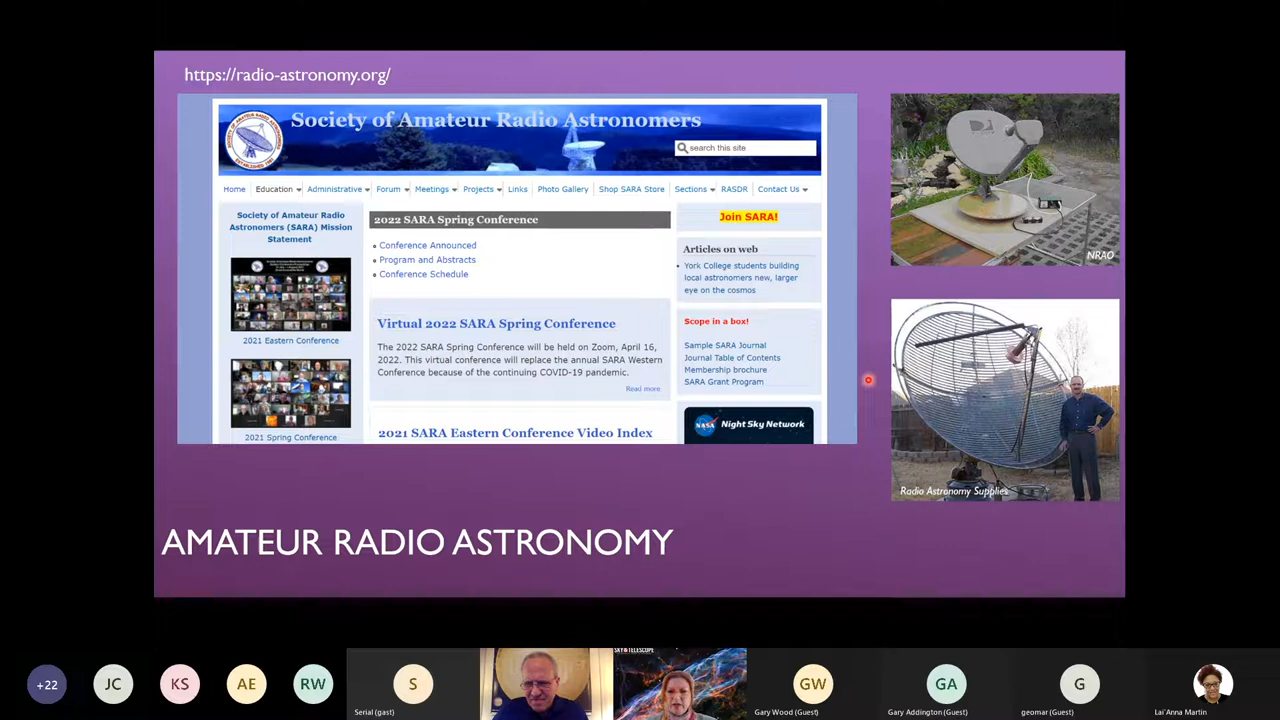 https://radio-astronomy.org/
Society of Amateur Radio Astronomers
search this site
Home Education Administrative Forum Meetings Projects Links Photo Gallery Shop SARA Store Sections RASDR Contact Us
Society of Amateur Radio
Astronomers (SARA) Mission
Statement
2021 Eastern Conference
2021 Spring Conference
2022 SARA Spring Conference
Conference Announced
Program and Abstracts
Conference Schedule
Virtual 2022 SARA Spring Conference
The 2022 SARA Spring Conference will be held on Zoom, April 16,
2022. This virtual conference will replace the annual SARA Western
Conference because of the continuing COVID-19 pandemic.
Read more
2021 SARA Eastern Conference Video Index
Join SARA!
Articles on web
York College students building
local astronomers new, larger
eye on the cosmos
Scope in a box!
Sample SARA Journal
Journal Table of Contents
Membership brochure
SARA Grant Program
NASA
Night Sky Network
NRAO
Radio Astronomy Supplies
AMATEUR RADIO ASTRONOMY
+22
JC
KS
AE
RW
S
Serial (gast)
SKY & TELESCOPE
GW
Gary Wood (Guest)
GA
Gary Addington (Guest)
G
geomar (Guest)
Lai'Anna Martin